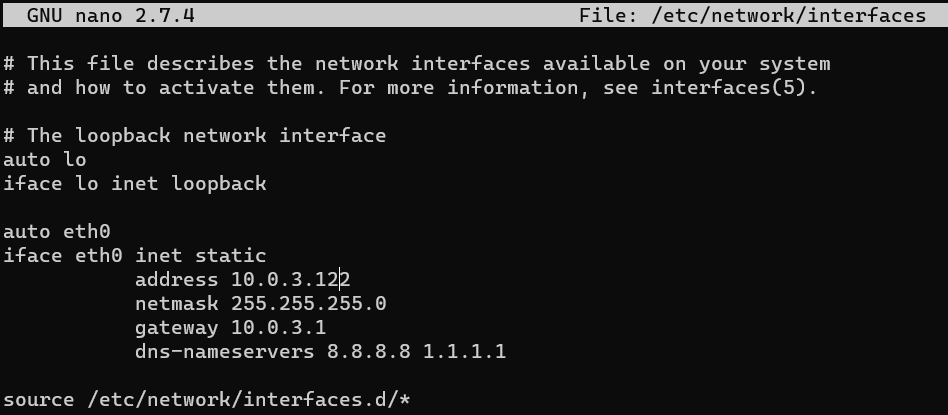 GNU nano 2.7.4 File: /etc/network/interfaces
# This file describes the network interfaces available on your system
# and how to activate them. For more information, see interfaces(5).
# The loopback network interface
auto lo
iface lo inet loopback
auto eth0
iface eth0 inet static
address 10.0.3.122
netmask 255.255.255.0
gateway 10.0.3.1
dns-nameservers 8.8.8.8 1.1.1.1
source /etc/network/interfaces.d/*